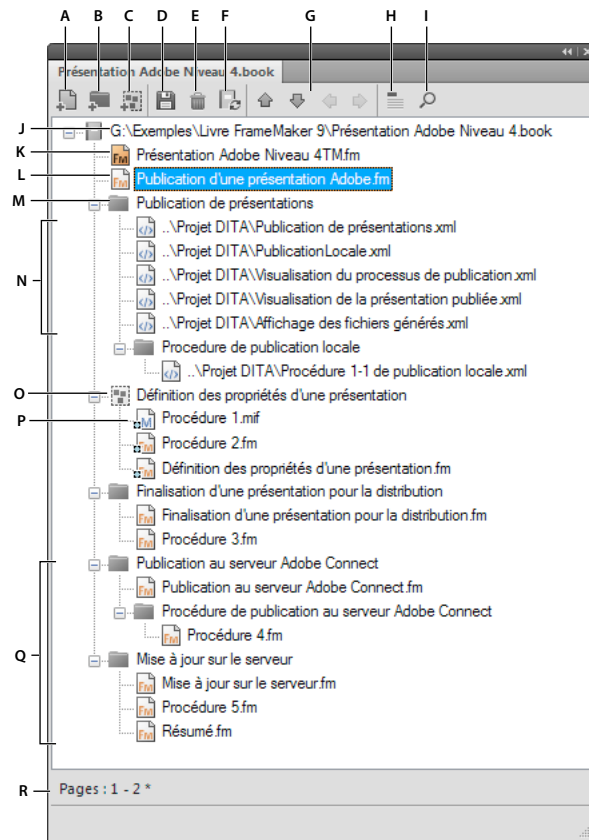 A B C D E F G H I
Présentation Adobe Niveau 4.book
J G:\Exemples\Livre FrameMaker 9\Présentation Adobe Niveau 4.book
K Présentation Adobe Niveau 4TM.fm
L Publication d'une présentation Adobe.fm
M Publication de présentations
..\Projet DITA\Publication de présentations.xml
..\Projet DITA\PublicationLocale.xml
N ..\Projet DITA\Visualisation du processus de publication.xml
..\Projet DITA\Visualisation de la présentation publiée.xml
..\Projet DITA\Affichage des fichiers générés.xml
Procedure de publication locale
..\Projet DITA\Procédure 1-1 de publication locale.xml
O Définition des propriétés d'une présentation
P Procédure 1.mif
Procédure 2.fm
Définition des propriétés d'une présentation.fm
Finalisation d'une présentation pour la distribution
Finalisation d'une présentation pour la distribution.fm
Procédure 3.fm
Publication au serveur Adobe Connect
Publication au serveur Adobe Connect.fm
Procédure de publication au serveur Adobe Connect
Procédure 4.fm
Q Mise à jour sur le serveur
Mise à jour sur le serveur.fm
Procédure 5.fm
Résumé.fm
R Pages : 1 - 2 *